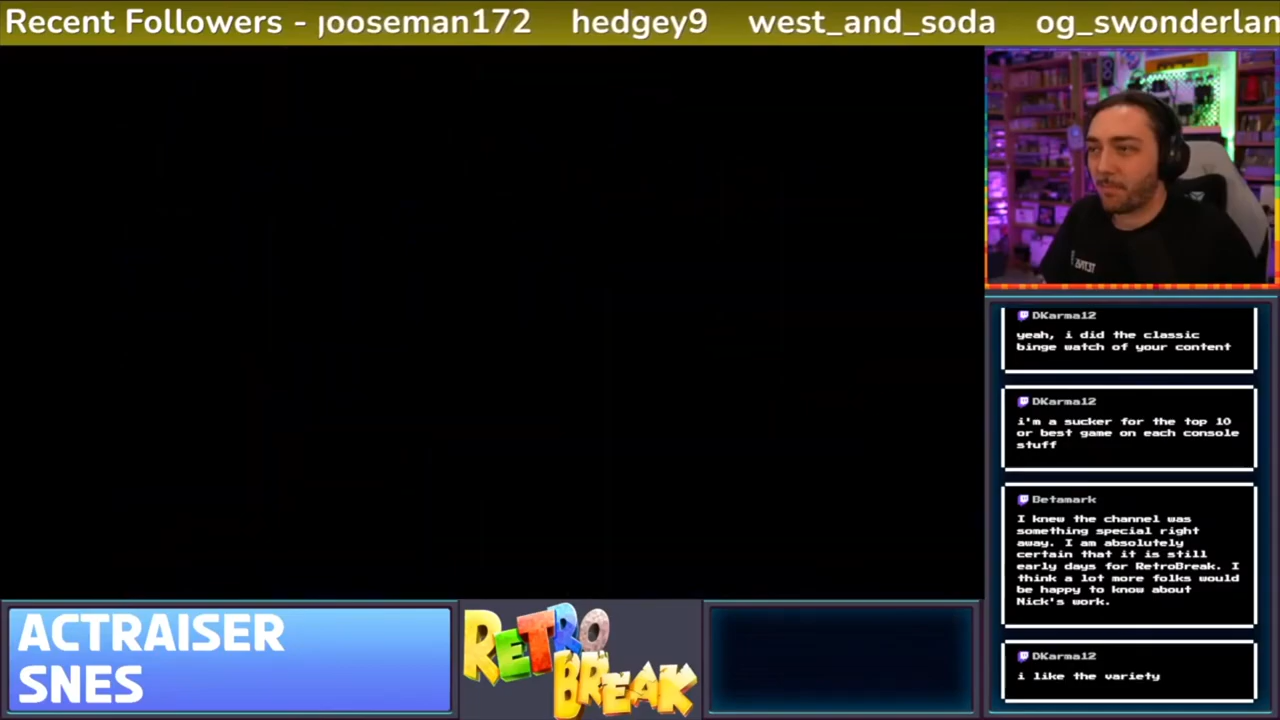 Recent Followers - jooseman172 hedgey9 west_and_soda og_swonderlan
DKarma12
yeah, i did the classic
binge watch of your content
DKarma12
i'm a sucker for the top 10
or best game on each console
stuff
Betamark
I knew the channel was
something special right
away. I am absolutely
certain that it is still
early days for RetroBreak. I
think a lot more folks would
be happy to know about
Nick's work.
DKarma12
i like the variety
ACTRAISER
SNES
RETRO
BREAK